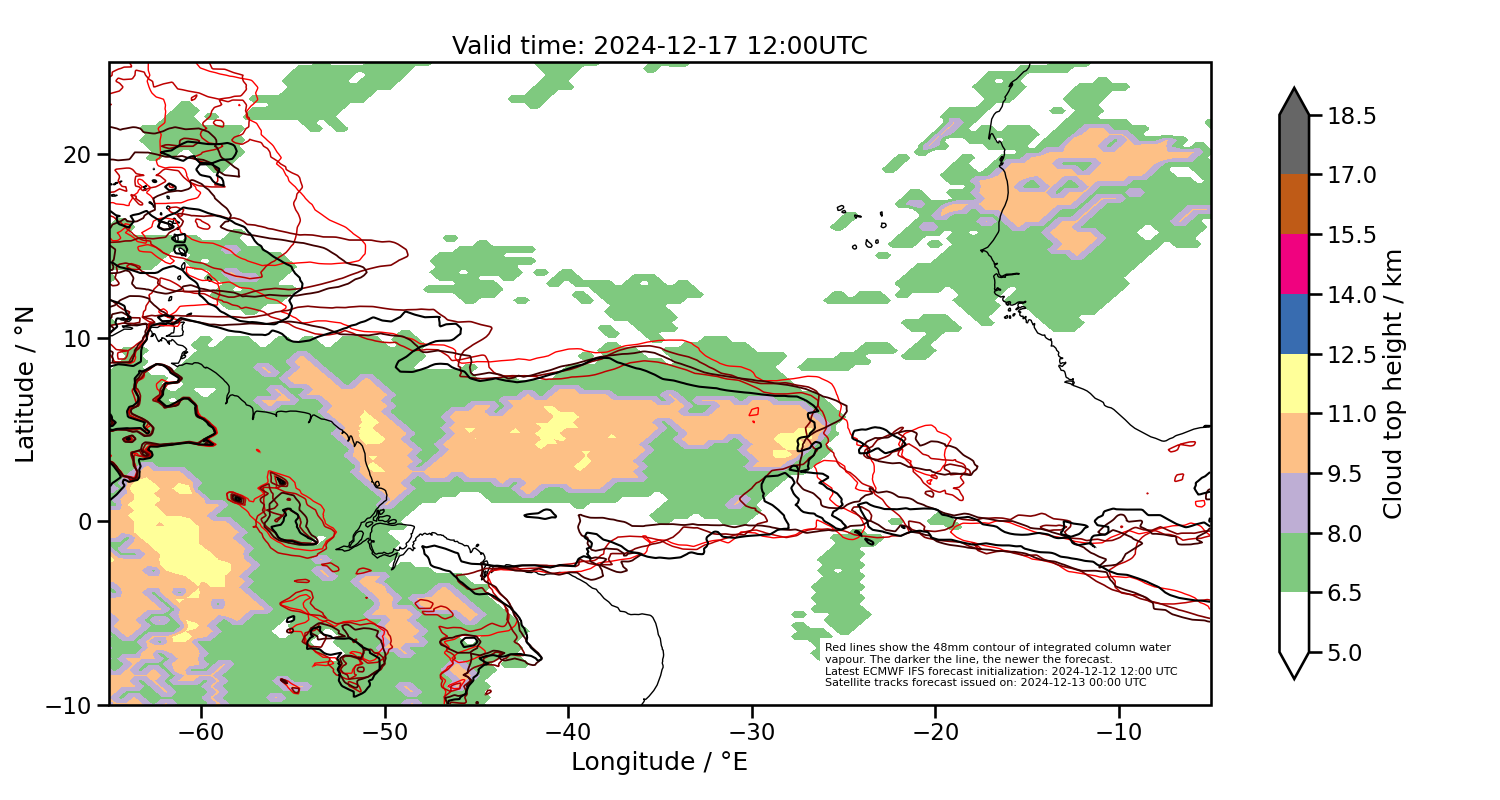 Valid time: 2024-12-17 12:00UTC
Latitude / °N
20
10
0
−10
−60
−50
−40
−30
−20
−10
Longitude / °E
Red lines show the 48mm contour of integrated column water
vapour. The darker the line, the newer the forecast.
Latest ECMWF IFS forecast initialization: 2024-12-12 12:00 UTC
Satellite tracks forecast issued on: 2024-12-13 00:00 UTC
18.5
17.0
15.5
14.0
12.5
11.0
9.5
8.0
6.5
5.0
Cloud top height / km